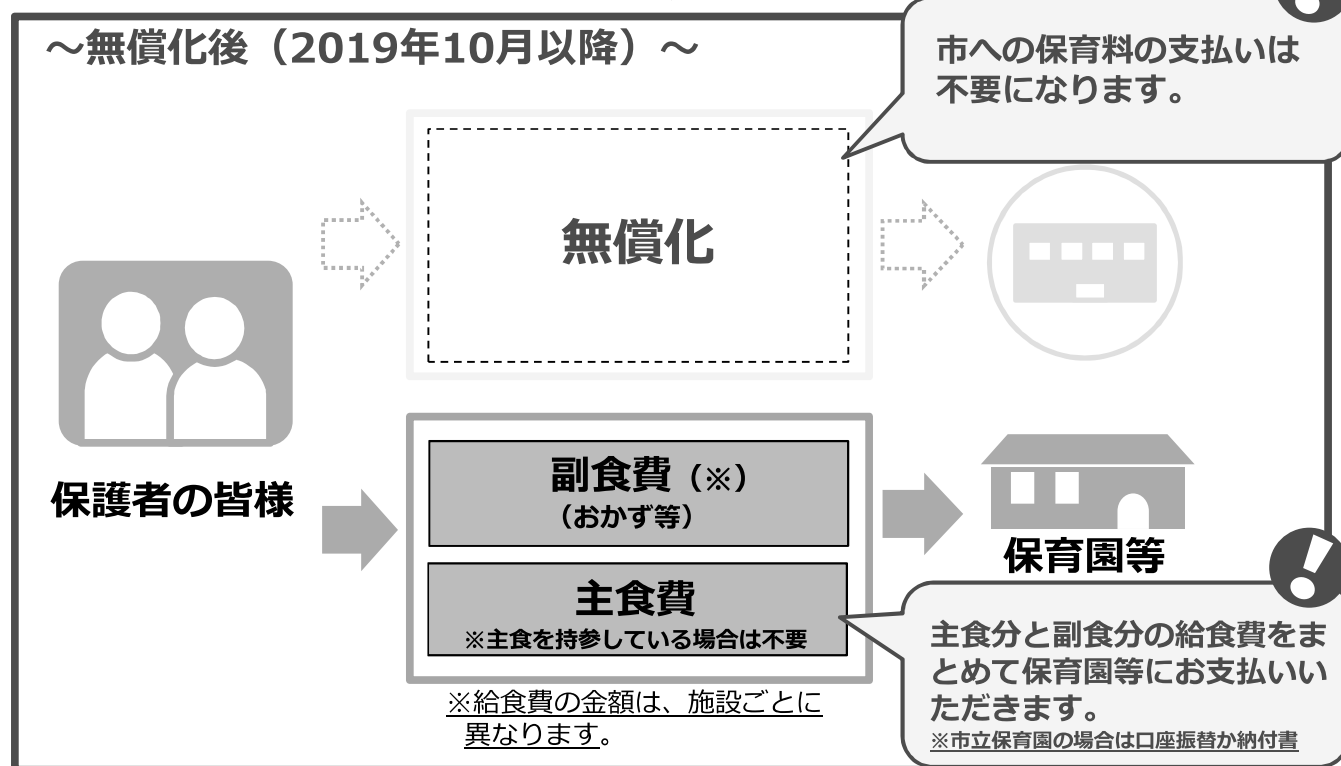 ～無償化後（2019年10月以降）～
市への保育料の支払いは
不要になります。
無償化
保護者の皆様
副食費（※）
（おかず等）
主食費
※主食を持参している場合は不要
※給食費の金額は、施設ごとに
異なります。
保育園等
主食分と副食分の給食費をま
とめて保育園等にお支払いい
ただきます。
※市立保育園の場合は口座振替か納付書